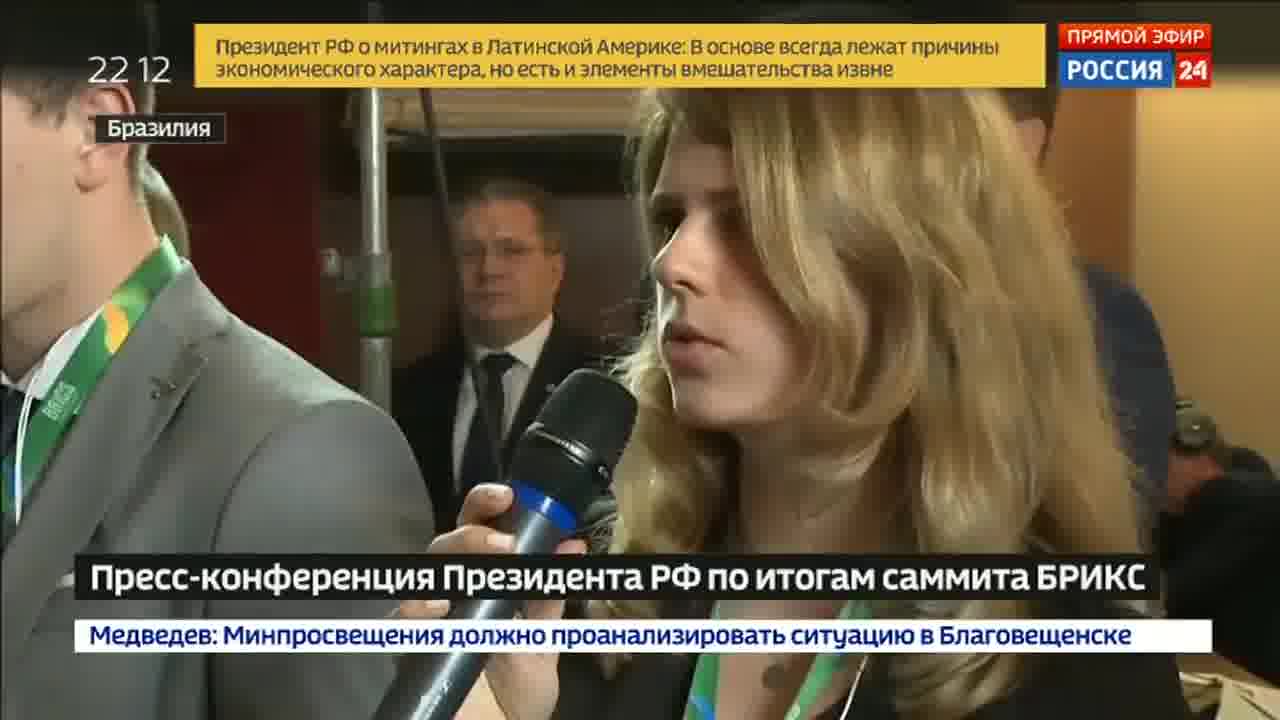 22 12
Президент РФ о митингах в Латинской Америке: В основе всегда лежат причины
экономического характера, но есть и элементы вмешательства извне
ПРЯМОЙ ЭФИР
РОССИЯ 24
Бразилия
Пресс-конференция Президента РФ по итогам саммита БРИКС
Медведев: Минпросвещения должно проанализировать ситуацию в Благовещенске